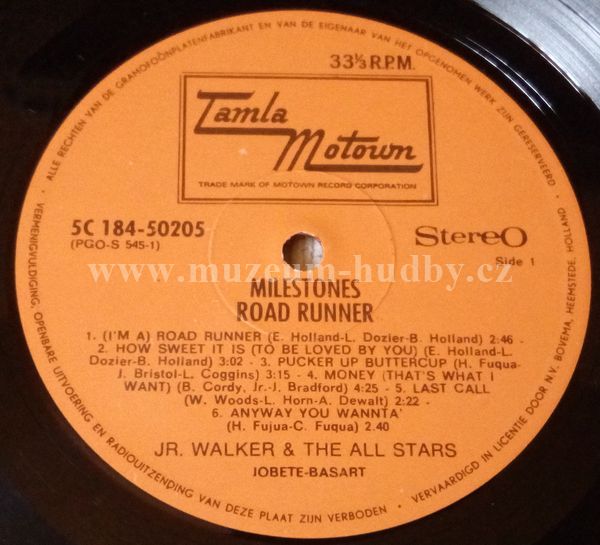 ALLE RECHTEN VAN DE GRAMOFOONPLATENFABRIKANT EN VAN DE EIGENAAR VAN HET OPGENOMEN WERK ZIJN GERESERVEERD
33⅓ R.P.M.
Tamla
Motown
TRADE MARK OF MOTOWN RECORD CORPORATION
5C 184-50205
(PGO-S 545-1)
Stereo
Side 1
www.muzeum-hudby.cz
MILESTONES
ROAD RUNNER
1. (I'M A) ROAD RUNNER (E. Holland-L. Dozier-B. Holland) 2:46 -
2. HOW SWEET IT IS (TO BE LOVED BY YOU) (E. Holland-L.
Dozier-B. Holland) 3:02 - 3. PUCKER UP BUTTERCUP (H. Fuqua-
J. Bristol-L. Coggins) 3:15 - 4. MONEY (THAT'S WHAT I
WANT) (B. Cordy, Jr.-J. Bradford) 4:25 - 5. LAST CALL
(W. Woods-L. Horn-A. Dewalt) 2:22 -
6. ANYWAY YOU WANNTA'
(H. Fujua-C. Fuqua) 2.40
JR. WALKER & THE ALL STARS
JOBETE-BASART
VERMENIGVULDIGING, OPENBARE UITVOERING EN RADIOUITZENDING VAN DEZE PLAAT ZIJN VERBODEN - VERVAARDIGD IN LICENTIE DOOR N.V. BOVEMA, HEEMSTEDE, HOLLAND